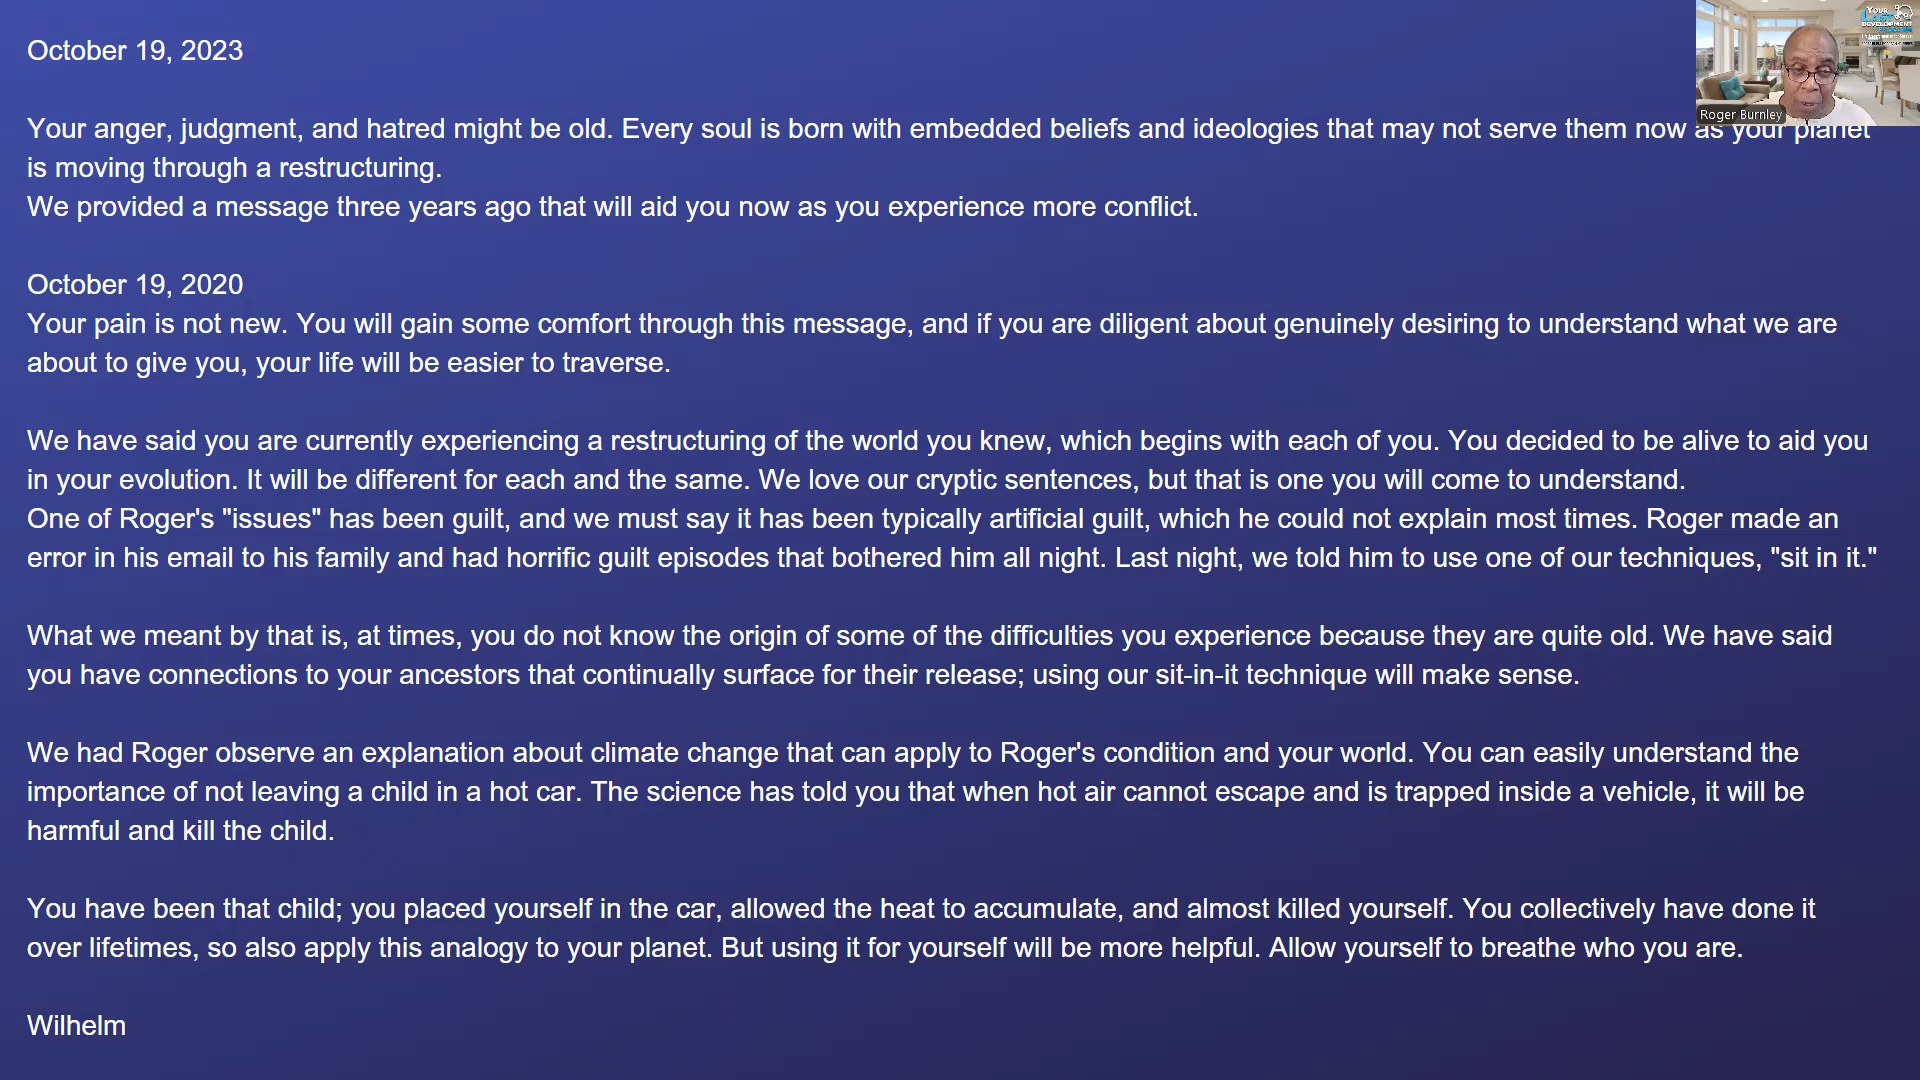 October 19, 2023
Your anger, judgment, and hatred might be old. Every soul is born with embedded beliefs and ideologies that may not serve them now as your planet
is moving through a restructuring.
We provided a message three years ago that will aid you now as you experience more conflict.
October 19, 2020
Your pain is not new. You will gain some comfort through this message, and if you are diligent about genuinely desiring to understand what we are
about to give you, your life will be easier to traverse.
We have said you are currently experiencing a restructuring of the world you knew, which begins with each of you. You decided to be alive to aid you
in your evolution. It will be different for each and the same. We love our cryptic sentences, but that is one you will come to understand.
One of Roger's "issues" has been guilt, and we must say it has been typically artificial guilt, which he could not explain most times. Roger made an
error in his email to his family and had horrific guilt episodes that bothered him all night. Last night, we told him to use one of our techniques, "sit in it."
What we meant by that is, at times, you do not know the origin of some of the difficulties you experience because they are quite old. We have said
you have connections to your ancestors that continually surface for their release; using our sit-in-it technique will make sense.
We had Roger observe an explanation about climate change that can apply to Roger's condition and your world. You can easily understand the
importance of not leaving a child in a hot car. The science has told you that when hot air cannot escape and is trapped inside a vehicle, it will be
harmful and kill the child.
You have been that child; you placed yourself in the car, allowed the heat to accumulate, and almost killed yourself. You collectively have done it
over lifetimes, so also apply this analogy to your planet. But using it for yourself will be more helpful. Allow yourself to breathe who you are.
Wilhelm
YOUR
LAST
DEVELOPMENT
Roger Burnley